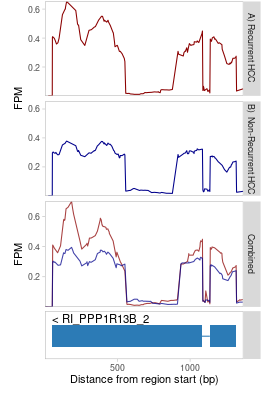 0.6
0.4
0.2
A) Recurrent HCC
FPM
0.6
0.4
0.2
B) Non-Recurrent HCC
0.6
0.4
0.2
Combined
FPM
< RI_PPP1R13B_2
500
1000
Distance from region start (bp)